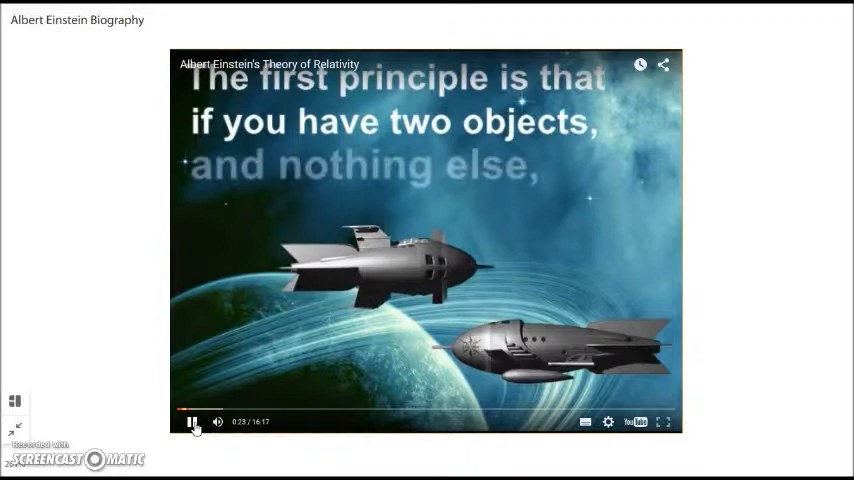 Albert Einstein Biography
Albert Einstein's Theory of Relativity
The first principle is that
if you have two objects,
and nothing else,
0:23 / 16:17
YouTube
Recorded with
SCREENCAST MATIC